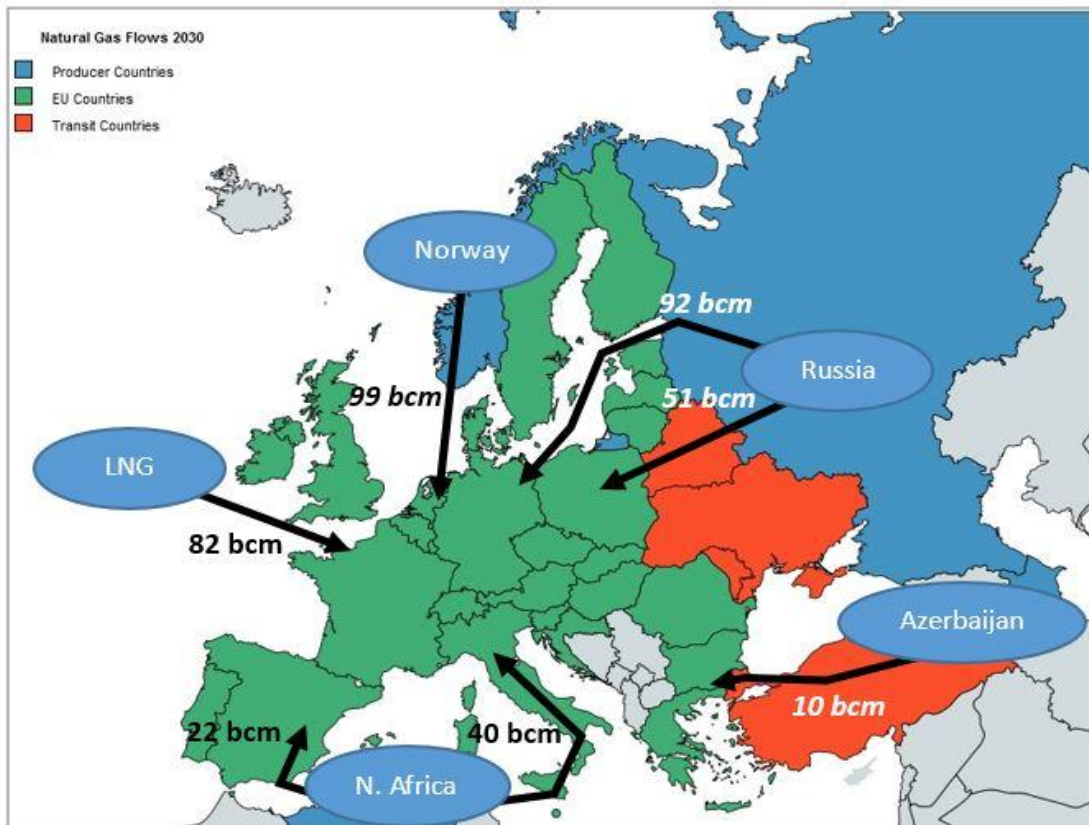 Natural Gas Flows 2030
Producer Countries
EU Countries
Transit Countries
Norway
92 bcm
Russia
99 bcm
51 bcm
LNG
82 bcm
Azerbaijan
10 bcm
22 bcm
40 bcm
N. Africa